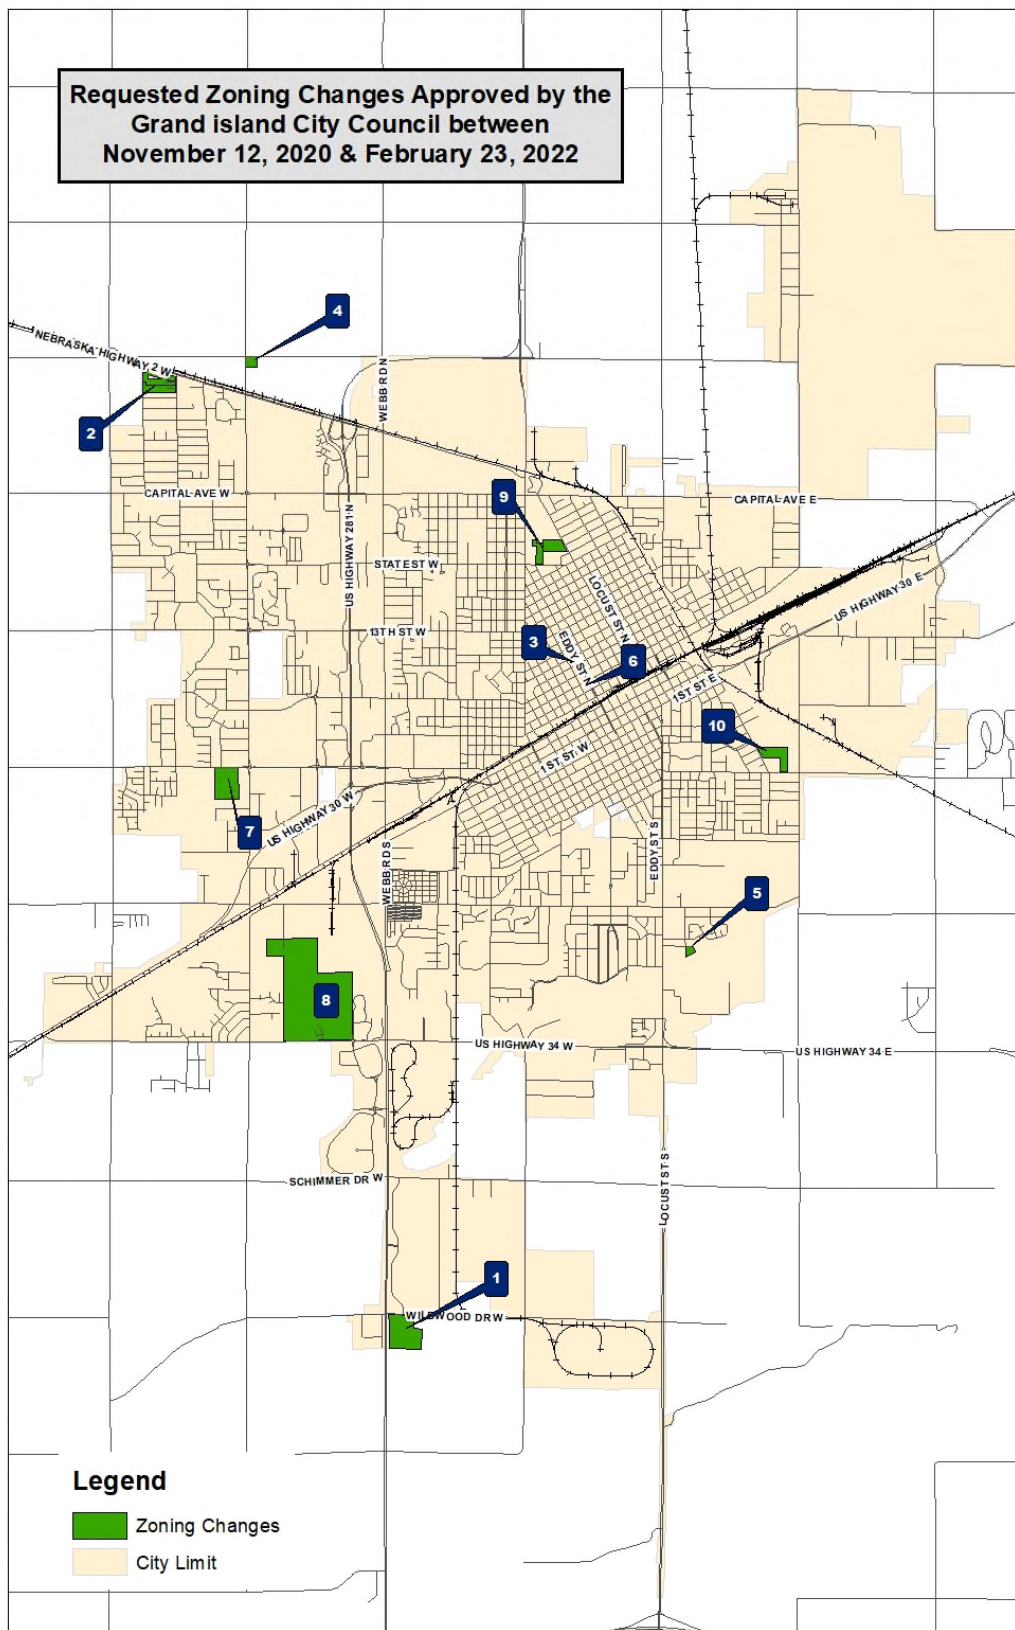 Requested Zoning Changes Approved by the
Grand island City Council between
November 12, 2020 & February 23, 2022
4
NEBRASKA HIGHWAY 2 W
WEBB RD N
2
CAPITAL AVE W
9
CAPITAL AVE E
US HIGHWAY 281 N
STATE ST W
LOCUST ST N
US HIGHWAY 30 E
13TH ST W
3
EDDY ST N
6
1ST ST E
10
1ST ST W
US HIGHWAY 30 W
7
WEBB RD S
EDDY ST S
5
8
US HIGHWAY 34 W
US HIGHWAY 34 E
SCHIMMER DR W
LOCUST ST S
1
WILDWOOD DR W
Legend
Zoning Changes
City Limit